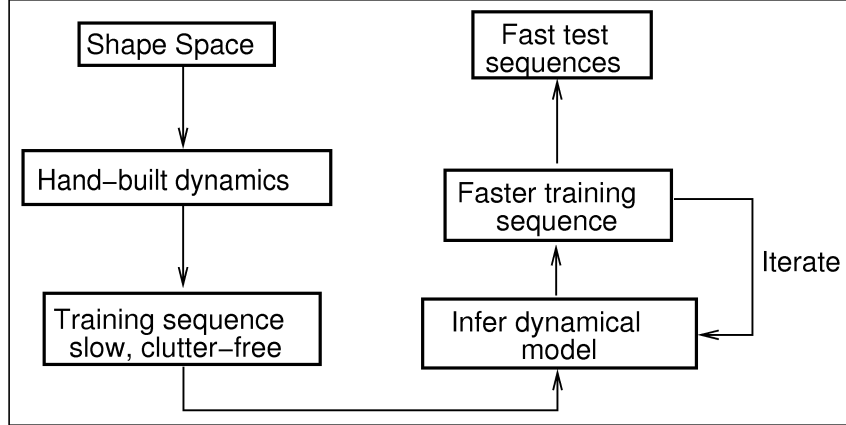 Shape Space
Hand−built dynamics
Training sequence
slow, clutter−free
Fast test
sequences
Faster training
sequence
Iterate
Infer dynamical
model